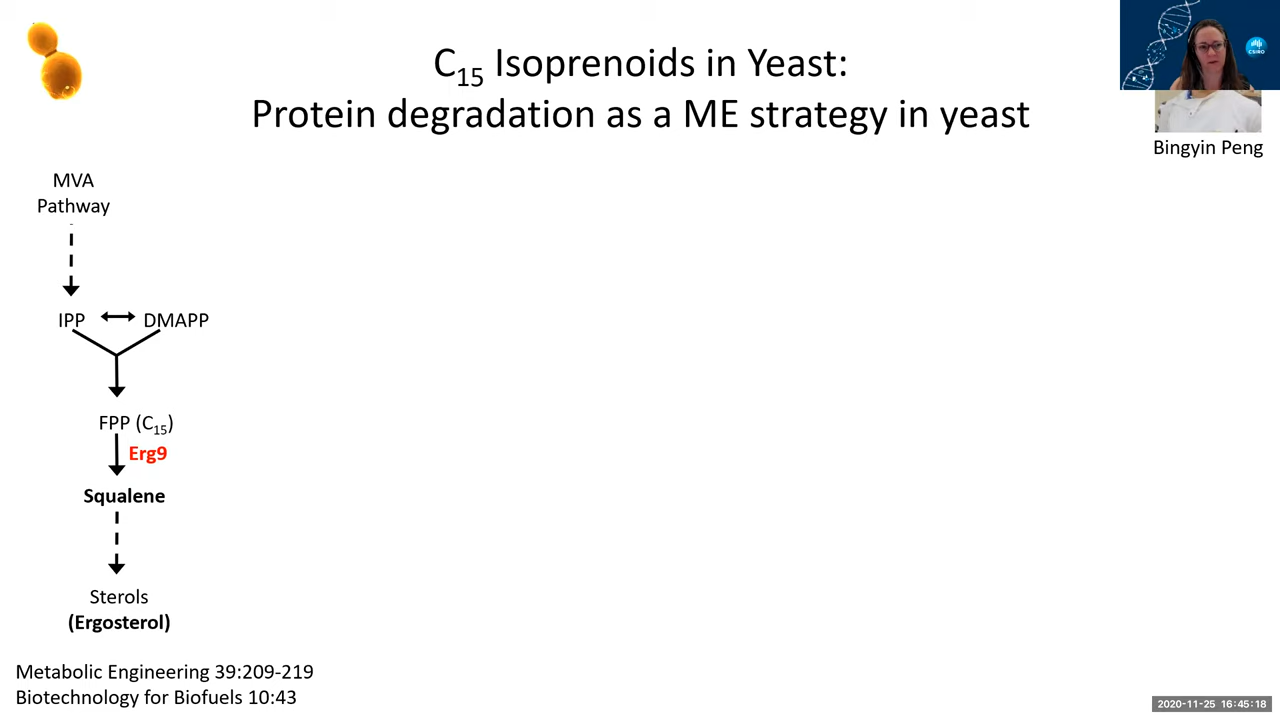 C15 Isoprenoids in Yeast:
Protein degradation as a ME strategy in yeast
CSIRO
Bingyin Peng
MVA
Pathway
IPP DMAPP
FPP (C15)
Erg9
Squalene
Sterols
(Ergosterol)
Metabolic Engineering 39:209-219
Biotechnology for Biofuels 10:43
2020-11-25 16:45:18